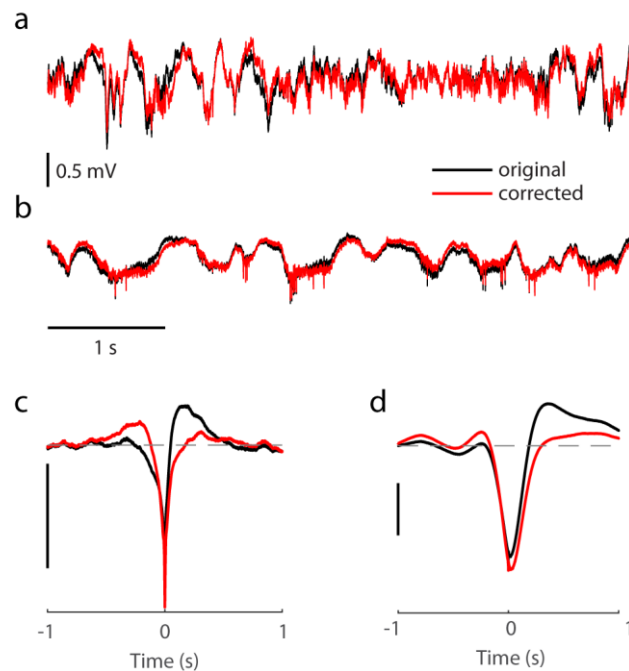 a
0.5 mV
original
corrected
b
1 s
c
d
-1 0 1
-1 0 1
Time (s)
Time (s)